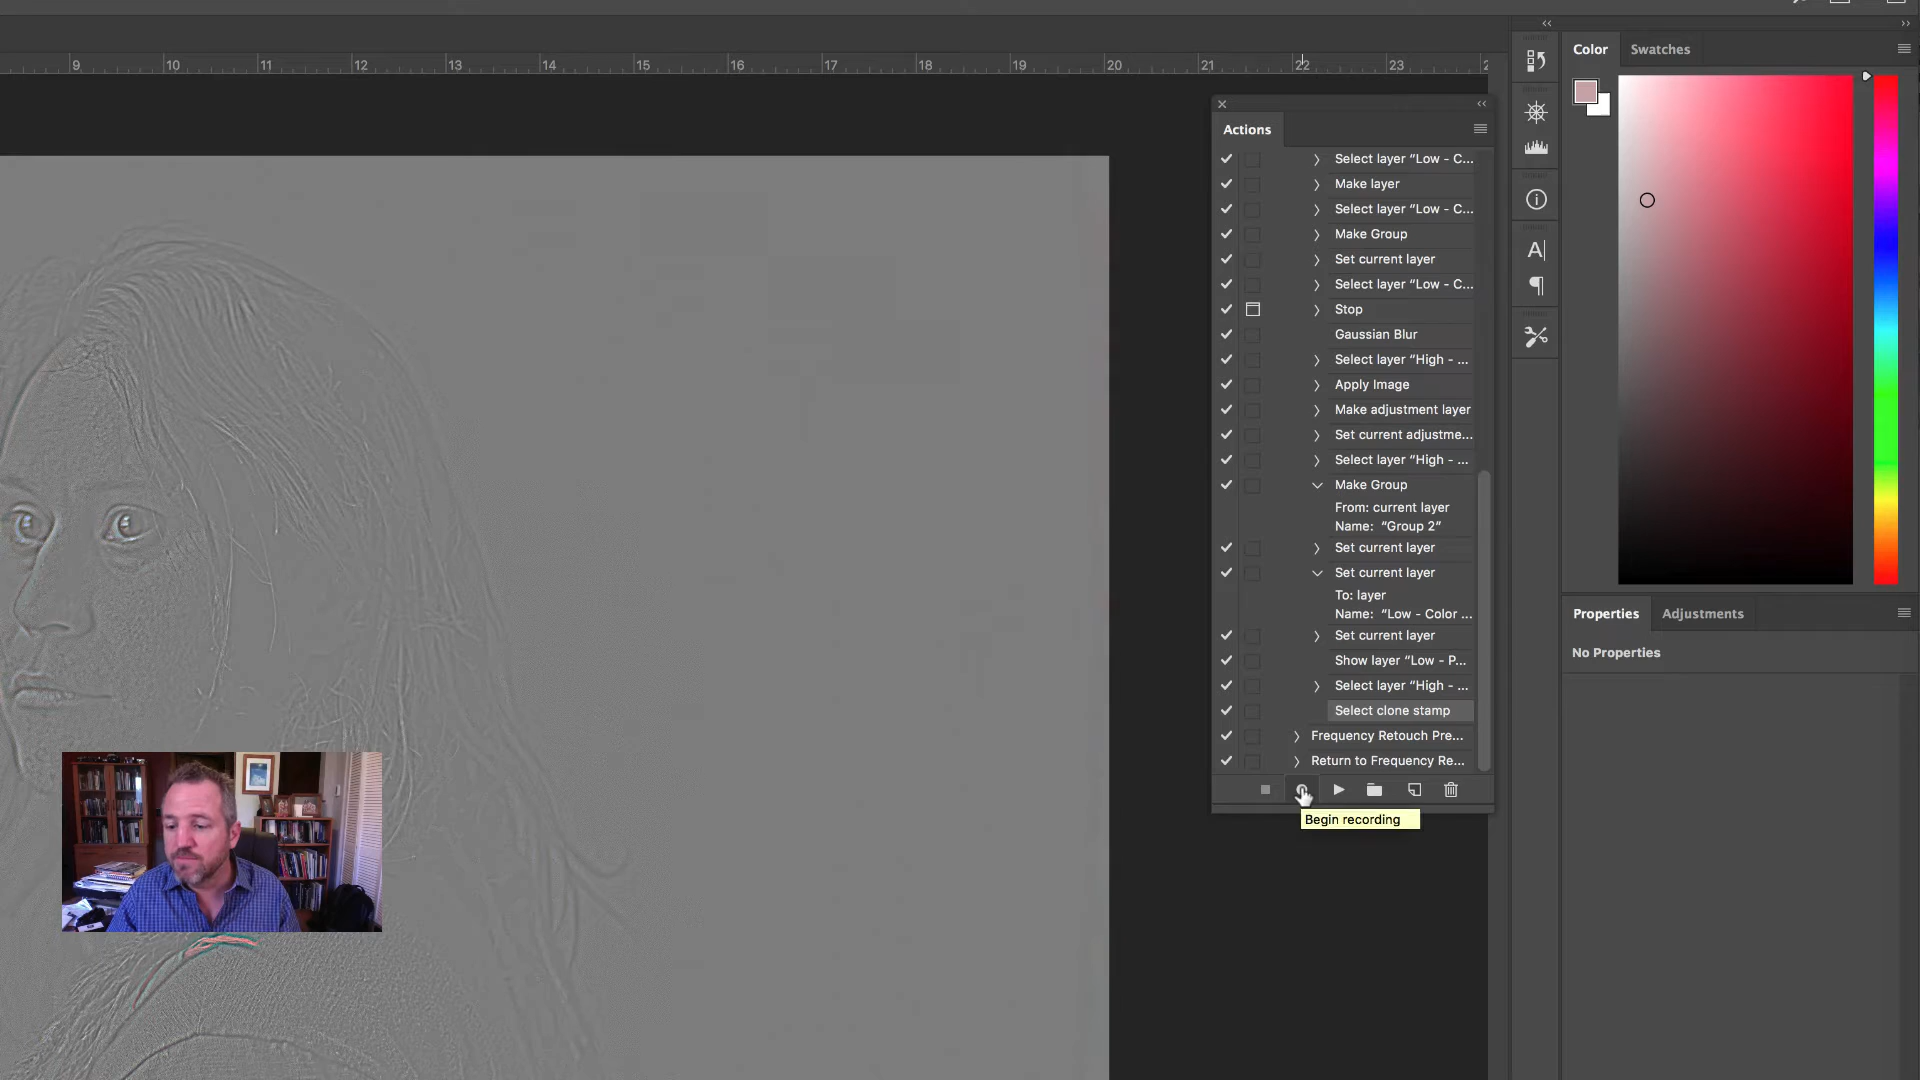 9 10 11 12 13 14 15 16 17 18 19 20 21 22 23
Color Swatches
Actions
Select layer “Low - C...
Make layer
Select layer “Low - C...
Make Group
Set current layer
Select layer “Low - C...
Stop
Gaussian Blur
Select layer “High - ...
Apply Image
Make adjustment layer
Set current adjustme...
Select layer “High - ...
Make Group
From: current layer
Name: “Group 2”
Set current layer
Set current layer
To: layer
Name: “Low - Color ...
Set current layer
Show layer “Low - P...
Select layer “High - ...
Select clone stamp
Frequency Retouch Pre...
Return to Frequency Re...
Begin recording
Properties Adjustments
No Properties